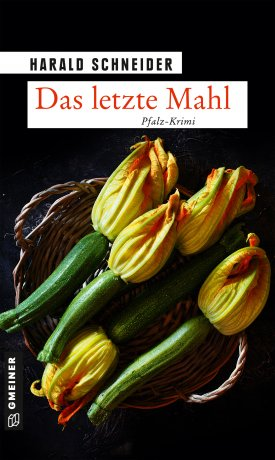 HARALD SCHNEIDER
Das letzte Mahl
Pfalz-Krimi
GMEINER